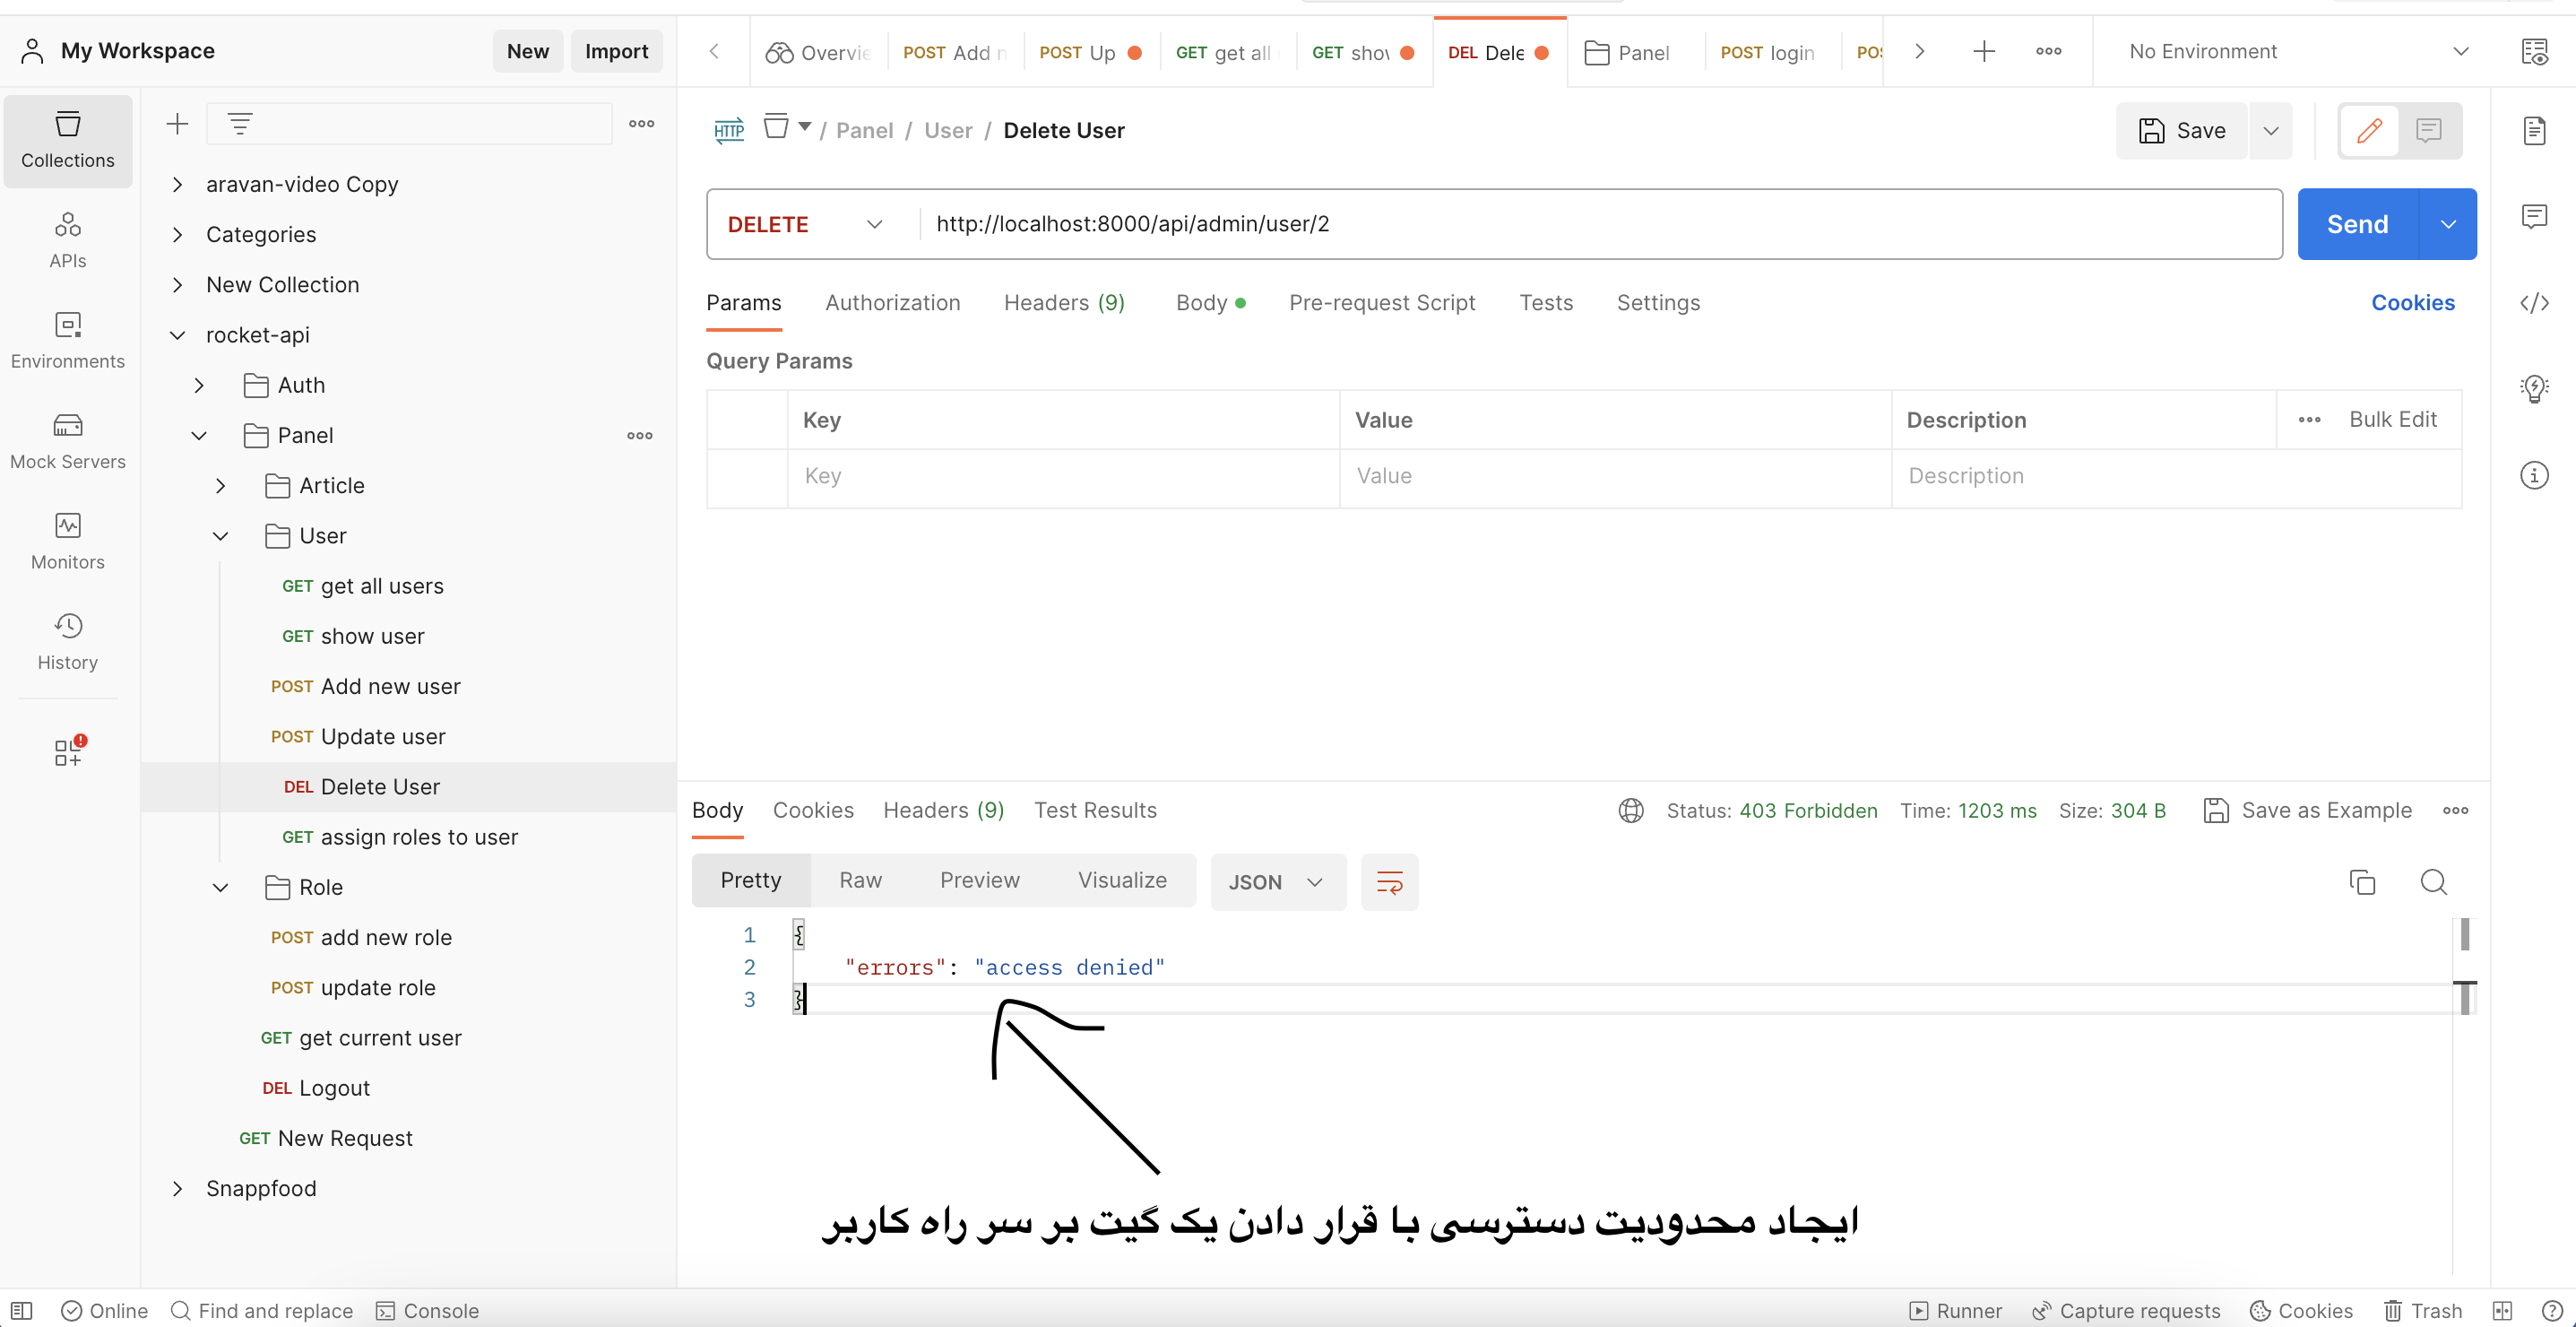 My Workspace
New
Import
Overvie
POST Add n
POST Up
GET get all
GET shov
DEL Dele
Panel
POST login
POS
No Environment
Collections
APIs
Environments
Mock Servers
Monitors
History
aravan-video Copy
Categories
New Collection
rocket-api
Auth
Panel
Article
User
GET get all users
GET show user
POST Add new user
POST Update user
DEL Delete User
GET assign roles to user
Role
POST add new role
POST update role
GET get current user
DEL Logout
GET New Request
Snappfood
HTTP / Panel / User / Delete User
Save
DELETE http://localhost:8000/api/admin/user/2
Send
Params Authorization Headers (9) Body Pre-request Script Tests Settings Cookies
Query Params
Key Value Description Bulk Edit
Key Value Description
Body Cookies Headers (9) Test Results
Status: 403 Forbidden Time: 1203 ms Size: 304 B Save as Example
Pretty Raw Preview Visualize JSON
1 {
2 "errors": "access denied"
3 }
ایجاد محدودیت دسترسی با قرار دادن یک گیت بر سر راه کاربر
Online Find and replace Console
Runner Capture requests Cookies Trash